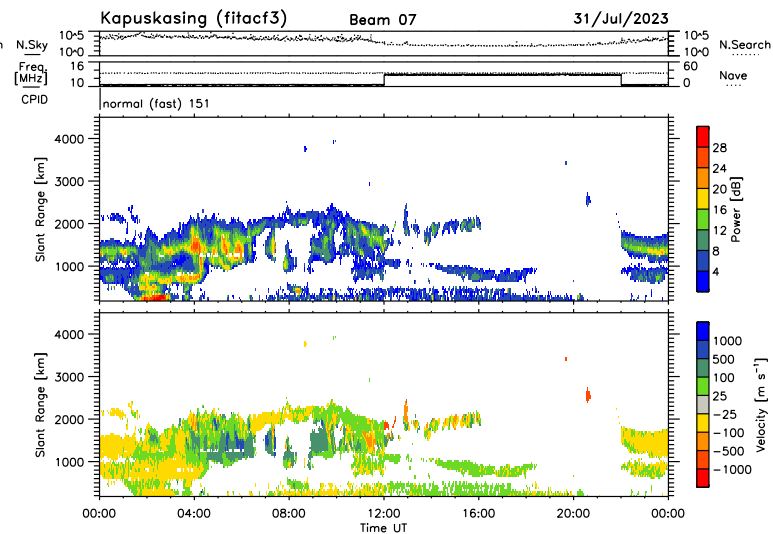 Kapuskasing (fitacf3) Beam 07 31/Jul/2023
N.Sky 10^5 10^0 10^5 10^0 N.Search
Freq. [MHz] 16 10 60 0 Nave
CPID normal (fast) 151
Slant Range [km]
4000
3000
2000
1000
28
24
20
16
12
8
4
Power [dB]
Slant Range [km]
4000
3000
2000
1000
1000
500
100
25
-25
-100
-500
-1000
Velocity [m s⁻¹]
00:00 04:00 08:00 12:00 16:00 20:00 00:00
Time UT